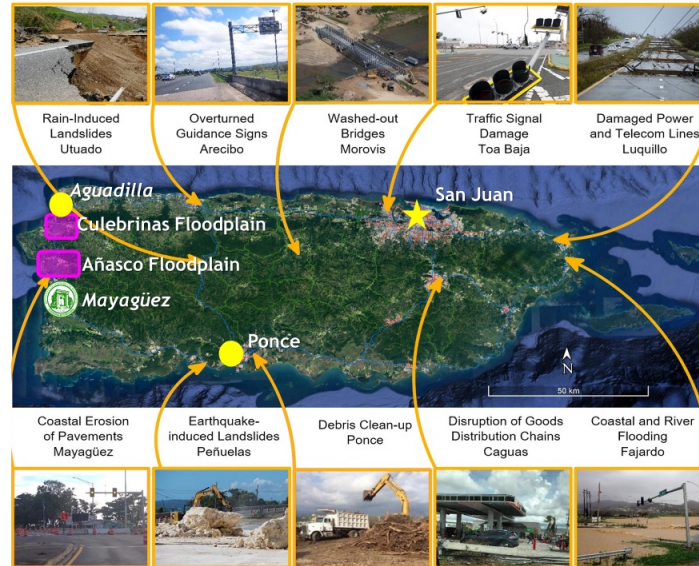 Rain-Induced
Landslides
Utuado
Overturned
Guidance Signs
Arecibo
Washed-out
Bridges
Morovis
Traffic Signal
Damage
Toa Baja
Damaged Power
and Telecom Lines
Luquillo
Aguadilla
San Juan
Culebrinas Floodplain
Añasco Floodplain
Mayagüez
Ponce
N
50 km
Coastal Erosion
of Pavements
Mayagüez
Earthquake-
induced Landslides
Peñuelas
Debris Clean-up
Ponce
Disruption of Goods
Distribution Chains
Caguas
Coastal and River
Flooding
Fajardo